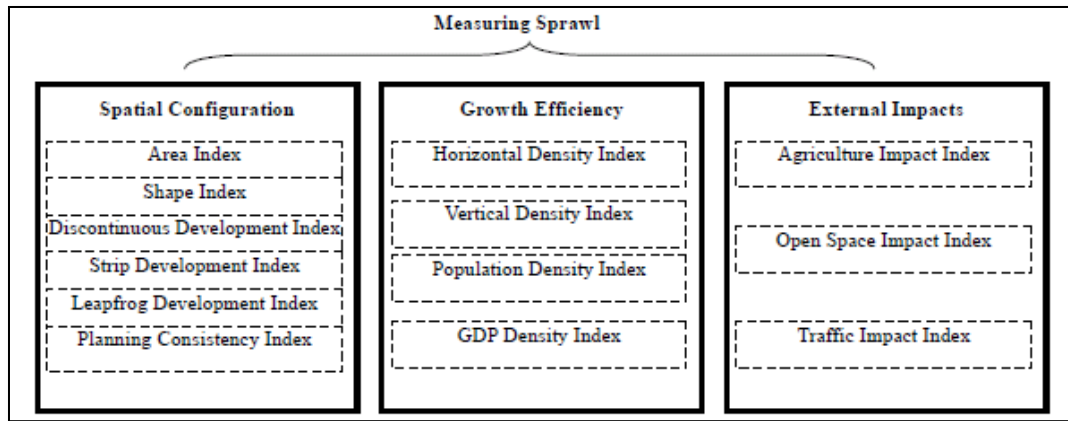 Measuring Sprawl
Spatial Configuration
Area Index
Shape Index
Discontinuous Development Index
Strip Development Index
Leapfrog Development Index
Planning Consistency Index
Growth Efficiency
Horizontal Density Index
Vertical Density Index
Population Density Index
GDP Density Index
External Impacts
Agriculture Impact Index
Open Space Impact Index
Traffic Impact Index